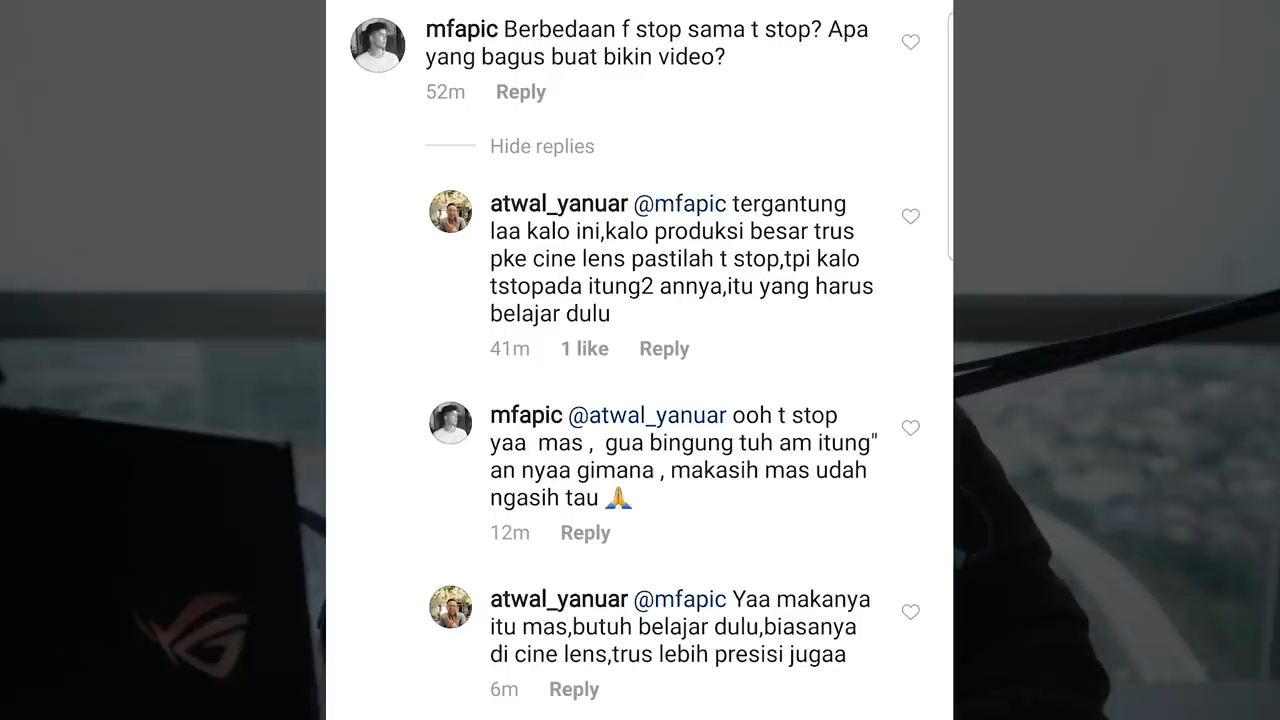 mfapic Berbedaan f stop sama t stop? Apa
yang bagus buat bikin video?
52m Reply
Hide replies
atwal_yanuar @mfapic tergantung
laa kalo ini,kalo produksi besar trus
pke cine lens pastilah t stop,tpi kalo
tstopada itung2 annya,itu yang harus
belajar dulu
41m 1 like Reply
mfapic @atwal_yanuar ooh t stop
yaa mas , gua bingung tuh am itung"
an nyaa gimana , makasih mas udah
ngasih tau 🙏
12m Reply
atwal_yanuar @mfapic Yaa makanya
itu mas,butuh belajar dulu,biasanya
di cine lens,trus lebih presisi jugaa
6m Reply